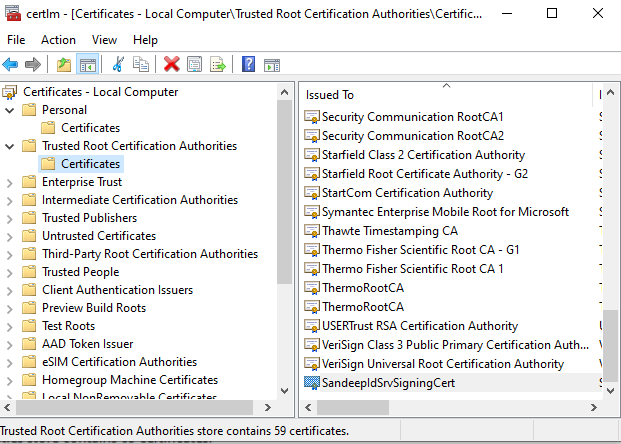 certlm - [Certificates - Local Computer\Trusted Root Certification Authorities\Certific...
File Action View Help
Certificates - Local Computer
Personal
Certificates
Trusted Root Certification Authorities
Certificates
Enterprise Trust
Intermediate Certification Authorities
Trusted Publishers
Untrusted Certificates
Third-Party Root Certification Authorities
Trusted People
Client Authentication Issuers
Preview Build Roots
Test Roots
AAD Token Issuer
eSIM Certification Authorities
Homegroup Machine Certificates
Local NonRemovable Certificates
Issued To
Security Communication RootCA1
Security Communication RootCA2
Starfield Class 2 Certification Authority
Starfield Root Certificate Authority - G2
StartCom Certification Authority
Symantec Enterprise Mobile Root for Microsoft
Thawte Timestamping CA
Thermo Fisher Scientific Root CA - G1
Thermo Fisher Scientific Root CA 1
ThermoRootCA
ThermoRootCA
USERTrust RSA Certification Authority
VeriSign Class 3 Public Primary Certification Auth...
VeriSign Universal Root Certification Authority
SandeepIdSrvSigningCert
Trusted Root Certification Authorities store contains 59 certificates.